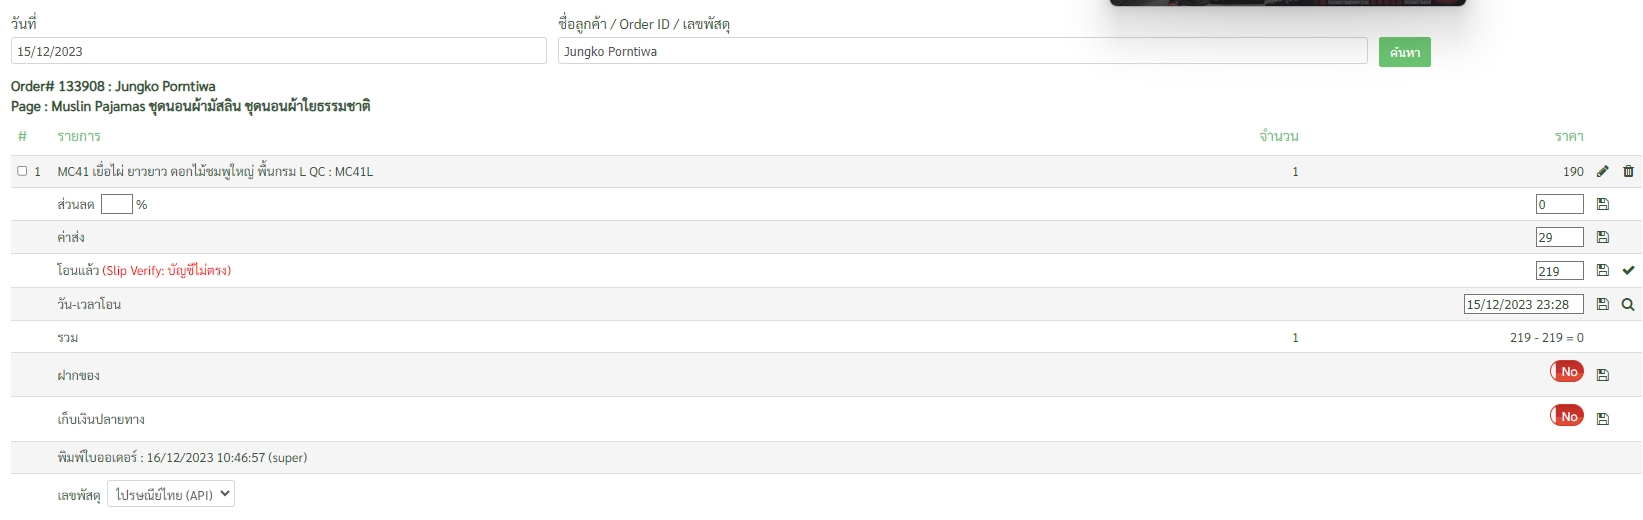 วันที่ ชื่อลูกค้า / Order ID / เลขพัสดุ
15/12/2023 Jungko Porntiwa ค้นหา
Order# 133908 : Jungko Porntiwa
Page : Muslin Pajamas ชุดนอนผ้ามัสลิน ชุดนอนผ้าใยธรรมชาติ
# รายการ จำนวน ราคา
1 MC41 เยื่อไผ่ ยาวยาว ดอกไม้ชมพูใหญ่ พื้นกรม L QC : MC41L 1 190
ส่วนลด % 0
ค่าส่ง 29
โอนแล้ว (Slip Verify: บัญชีไม่ตรง) 219
วัน-เวลาโอน 15/12/2023 23:28
รวม 1 219 - 219 = 0
ฝากของ No
เก็บเงินปลายทาง No
พิมพ์ใบออเดอร์ : 16/12/2023 10:46:57 (super)
เลขพัสดุ ไปรษณีย์ไทย (API)